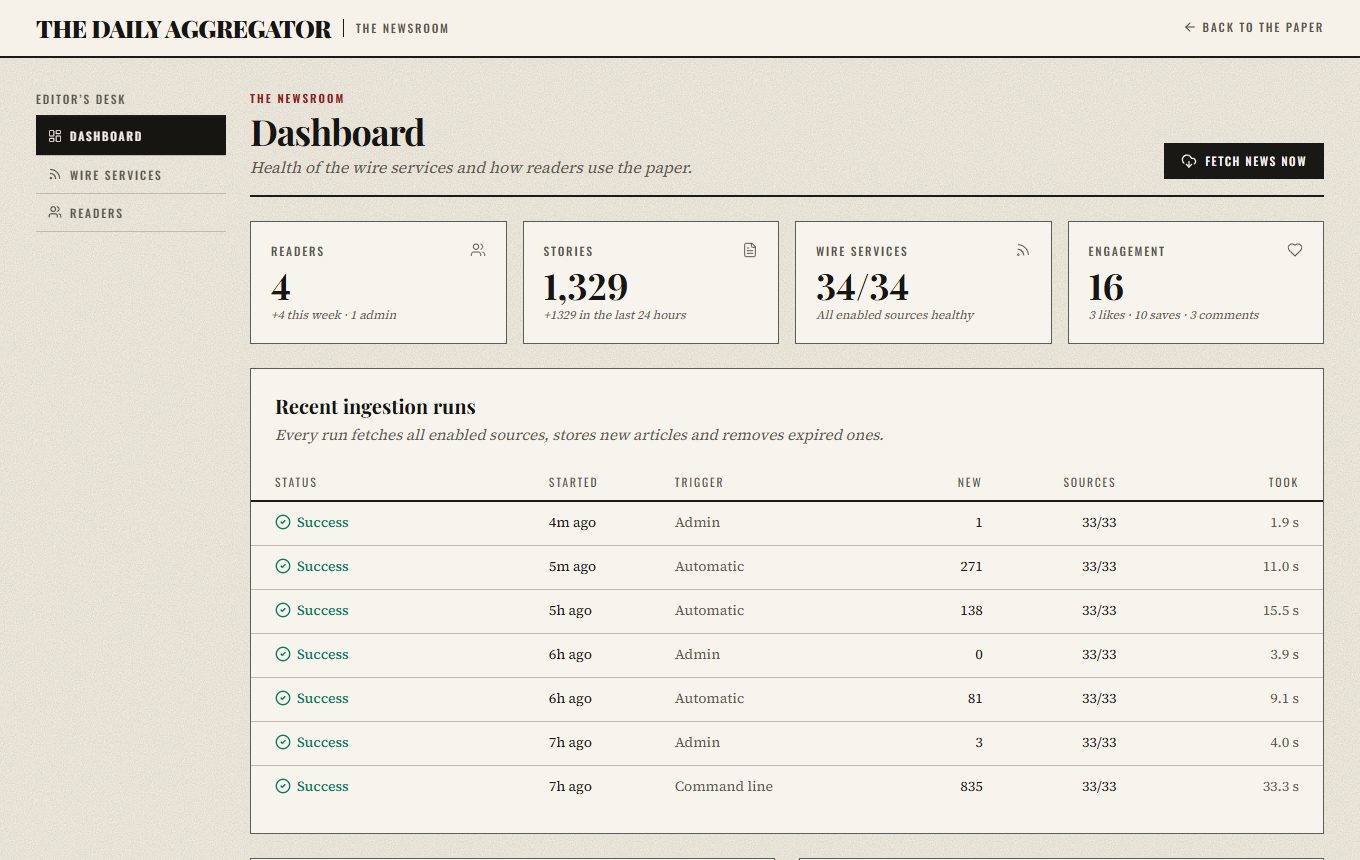 THE DAILY AGGREGATOR THE NEWSROOM
BACK TO THE PAPER
EDITOR'S DESK
DASHBOARD
WIRE SERVICES
READERS
THE NEWSROOM
Dashboard
Health of the wire services and how readers use the paper.
FETCH NEWS NOW
READERS
4
+4 this week · 1 admin
STORIES
1,329
+1329 in the last 24 hours
WIRE SERVICES
34/34
All enabled sources healthy
ENGAGEMENT
16
3 likes · 10 saves · 3 comments
Recent ingestion runs
Every run fetches all enabled sources, stores new articles and removes expired ones.
STATUS STARTED TRIGGER NEW SOURCES TOOK
Success 4m ago Admin 1 33/33 1.9 s
Success 5m ago Automatic 271 33/33 11.0 s
Success 5h ago Automatic 138 33/33 15.5 s
Success 6h ago Admin 0 33/33 3.9 s
Success 6h ago Automatic 81 33/33 9.1 s
Success 7h ago Admin 3 33/33 4.0 s
Success 7h ago Command line 835 33/33 33.3 s